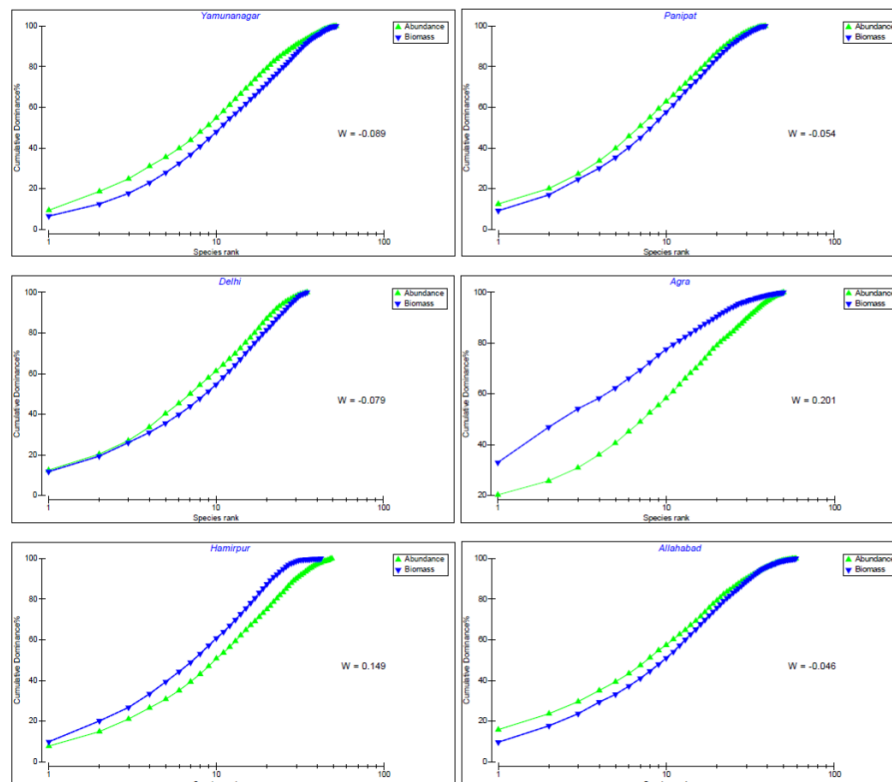 Yamunanagar
Abundance
Biomass
Cumulative Dominance%
100
80
60
40
20
0
W = -0.089
1
10
100
Species rank
Panipat
Abundance
Biomass
Cumulative Dominance%
100
80
60
40
20
0
W = -0.054
1
10
100
Species rank
Delhi
Abundance
Biomass
Cumulative Dominance%
100
80
60
40
20
0
W = -0.079
1
10
100
Species rank
Agra
Abundance
Biomass
Cumulative Dominance%
100
80
60
40
20
W = 0.201
1
10
100
Species rank
Hamirpur
Abundance
Biomass
Cumulative Dominance%
100
80
60
40
20
0
W = 0.149
1
10
100
Allahabad
Abundance
Biomass
Cumulative Dominance%
100
80
60
40
20
0
W = -0.046
1
10
100